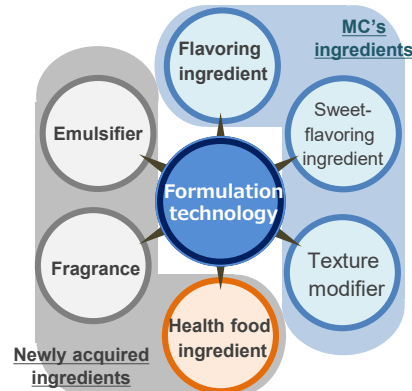 Flavoring
ingredient
MC's
ingredients
Emulsifier
Sweet-
flavoring
ingredient
Formulation
technology
Fragrance
Texture
modifier
Health food
ingredient
Newly acquired
ingredients